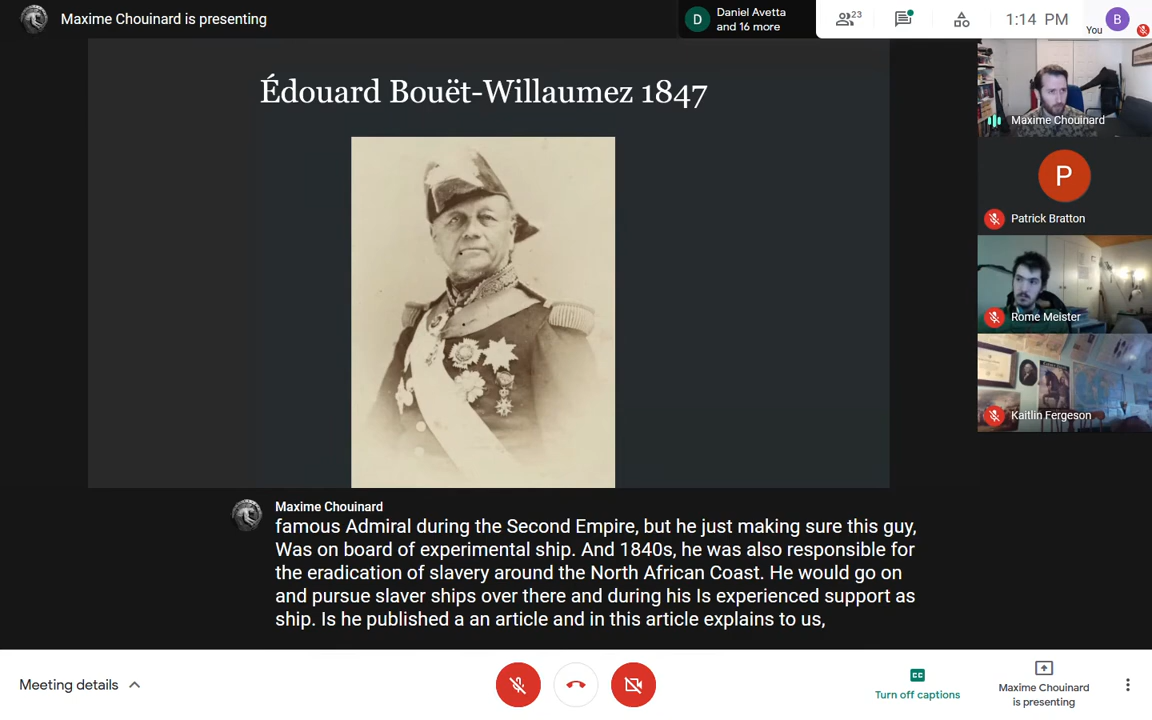 Maxime Chouinard is presenting
D
Daniel Avetta
and 16 more
23
1:14 PM
You
B
Édouard Bouët-Willaumez 1847
Maxime Chouinard
P
Patrick Bratton
Rome Meister
Kaitlin Fergeson
Maxime Chouinard
famous Admiral during the Second Empire, but he just making sure this guy,
Was on board of experimental ship. And 1840s, he was also responsible for
the eradication of slavery around the North African Coast. He would go on
and pursue slaver ships over there and during his Is experienced support as
ship. Is he published a an article and in this article explains to us,
Meeting details
CC
Turn off captions
Maxime Chouinard
is presenting